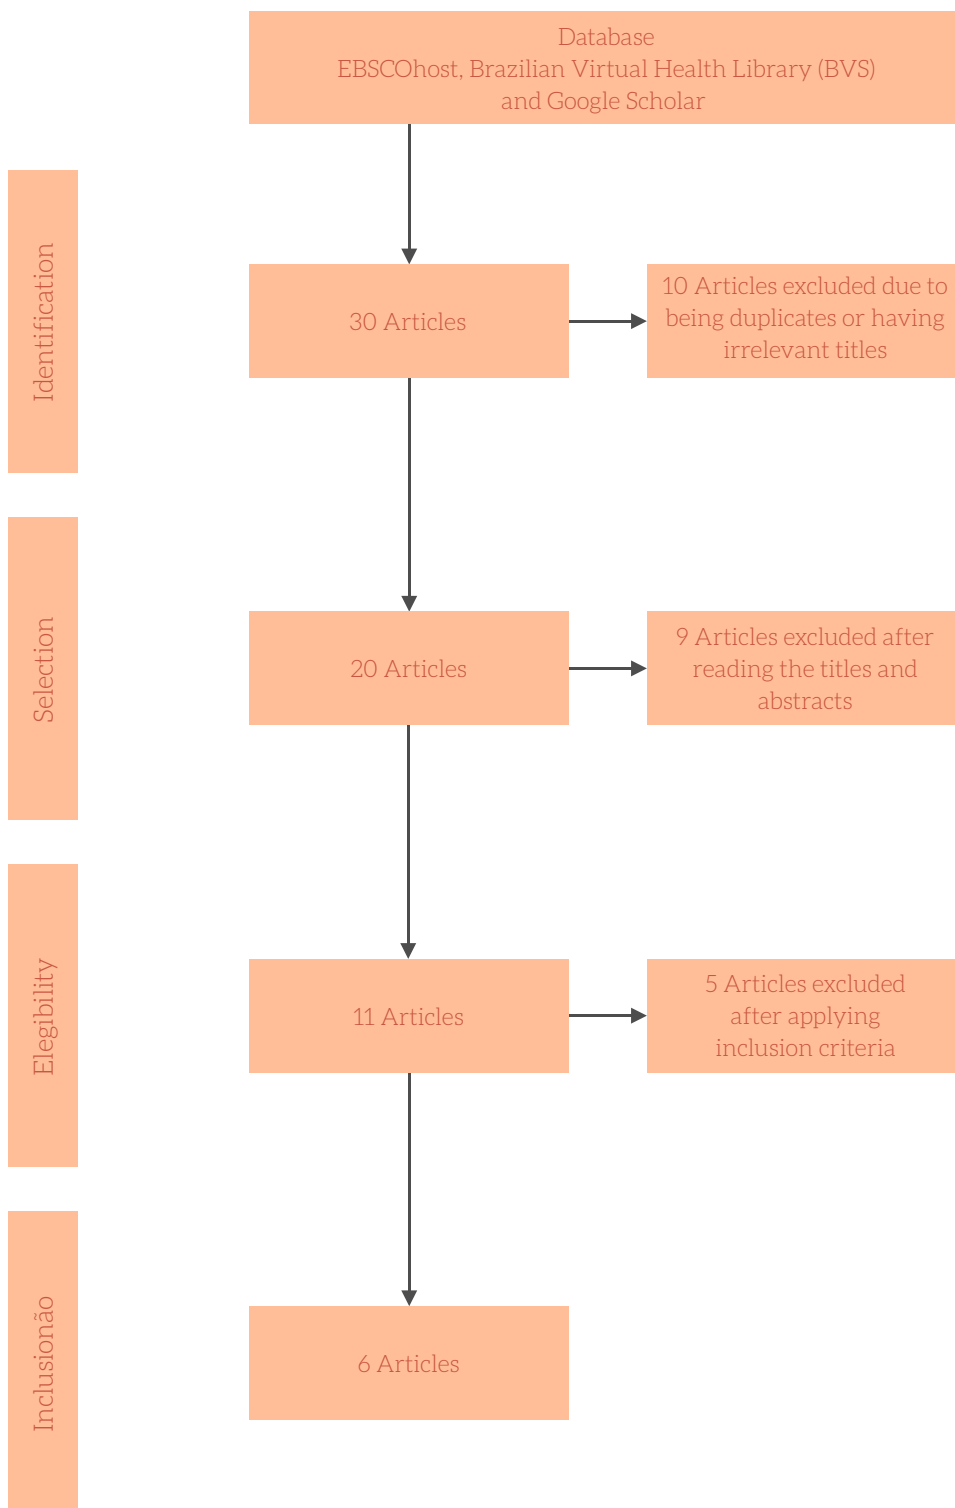 Database
EBSCOhost, Brazilian Virtual Health Library (BVS)
and Google Scholar
Identification
30 Articles
10 Articles excluded due to
being duplicates or having
irrelevant titles
Selection
20 Articles
9 Articles excluded after
reading the titles and
abstracts
Elegibility
11 Articles
5 Articles excluded
after applying
inclusion criteria
Inclusionão
6 Articles